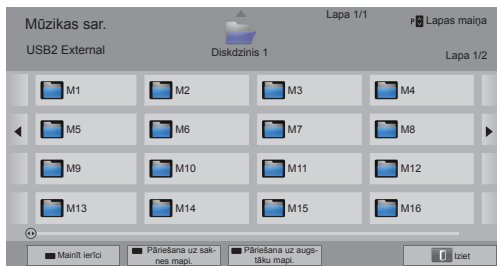 Mūzikas sar.
Lapa 1/1
P Lapas maiņa
USB2 External
Diskdzinis 1
Lapa 1/2
M1
M2
M3
M4
M5
M6
M7
M8
M9
M10
M11
M12
M13
M14
M15
M16
Mainīt ierīci
Pāriešana uz sak-
nes mapi.
Pāriešana uz augs-
tāku mapi.
Iziet